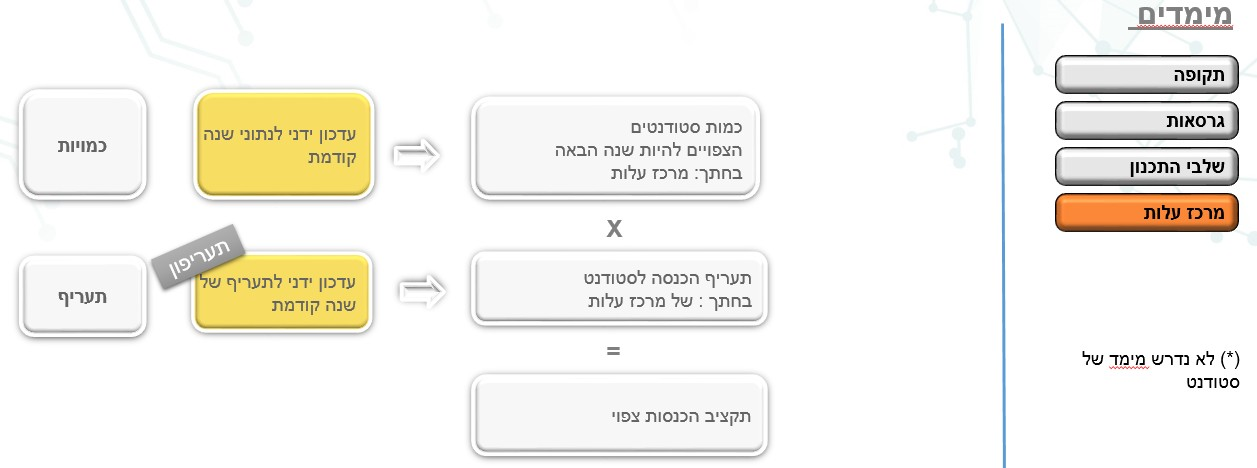 מימדים
תקופה
גרסאות
שלבי התכנון
מרכז עלות
(*) לא נדרש מימד של
סטודנט
כמות סטודנטים
הצפויים להיות שנה הבאה
בחתך: מרכז עלות
עדכון ידני לנתוני שנה
קודמת
כמויות
X
תעריף הכנסה לסטודנט
בחתך : של מרכז עלות
תעריפון
עדכון ידני לתעריף של
שנה קודמת
תעריף
=
תקציב הכנסות צפוי